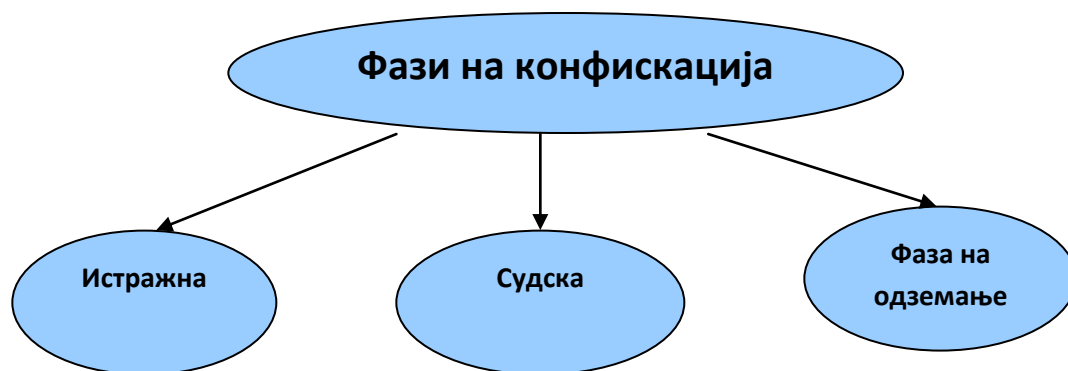 Фази на конфискација
Истражна
Судска
Фаза на
одземање